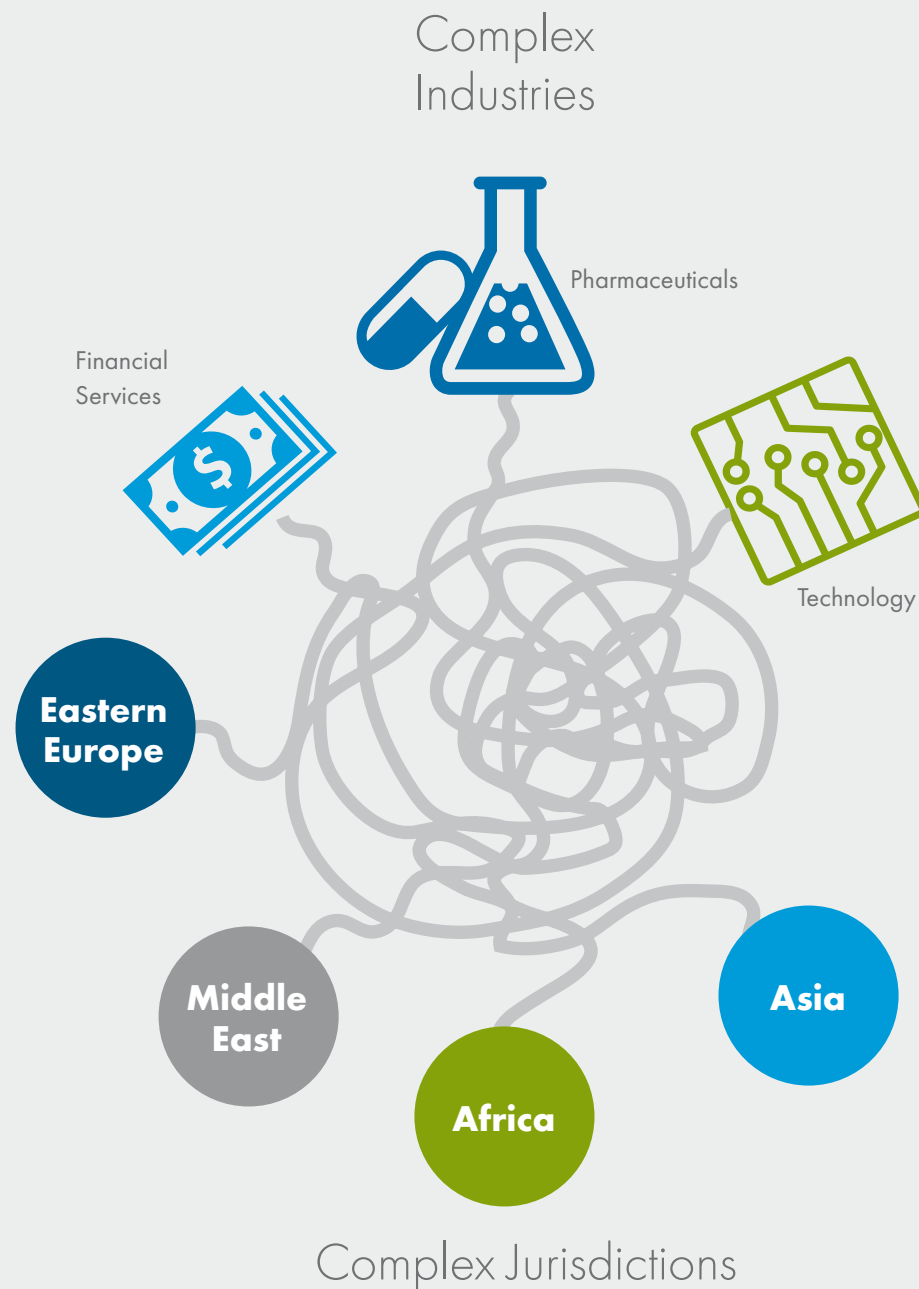 Complex
Industries
Pharmaceuticals
Financial
Services
$
Technology
Eastern
Europe
Middle
East
Asia
Africa
Complex Jurisdictions